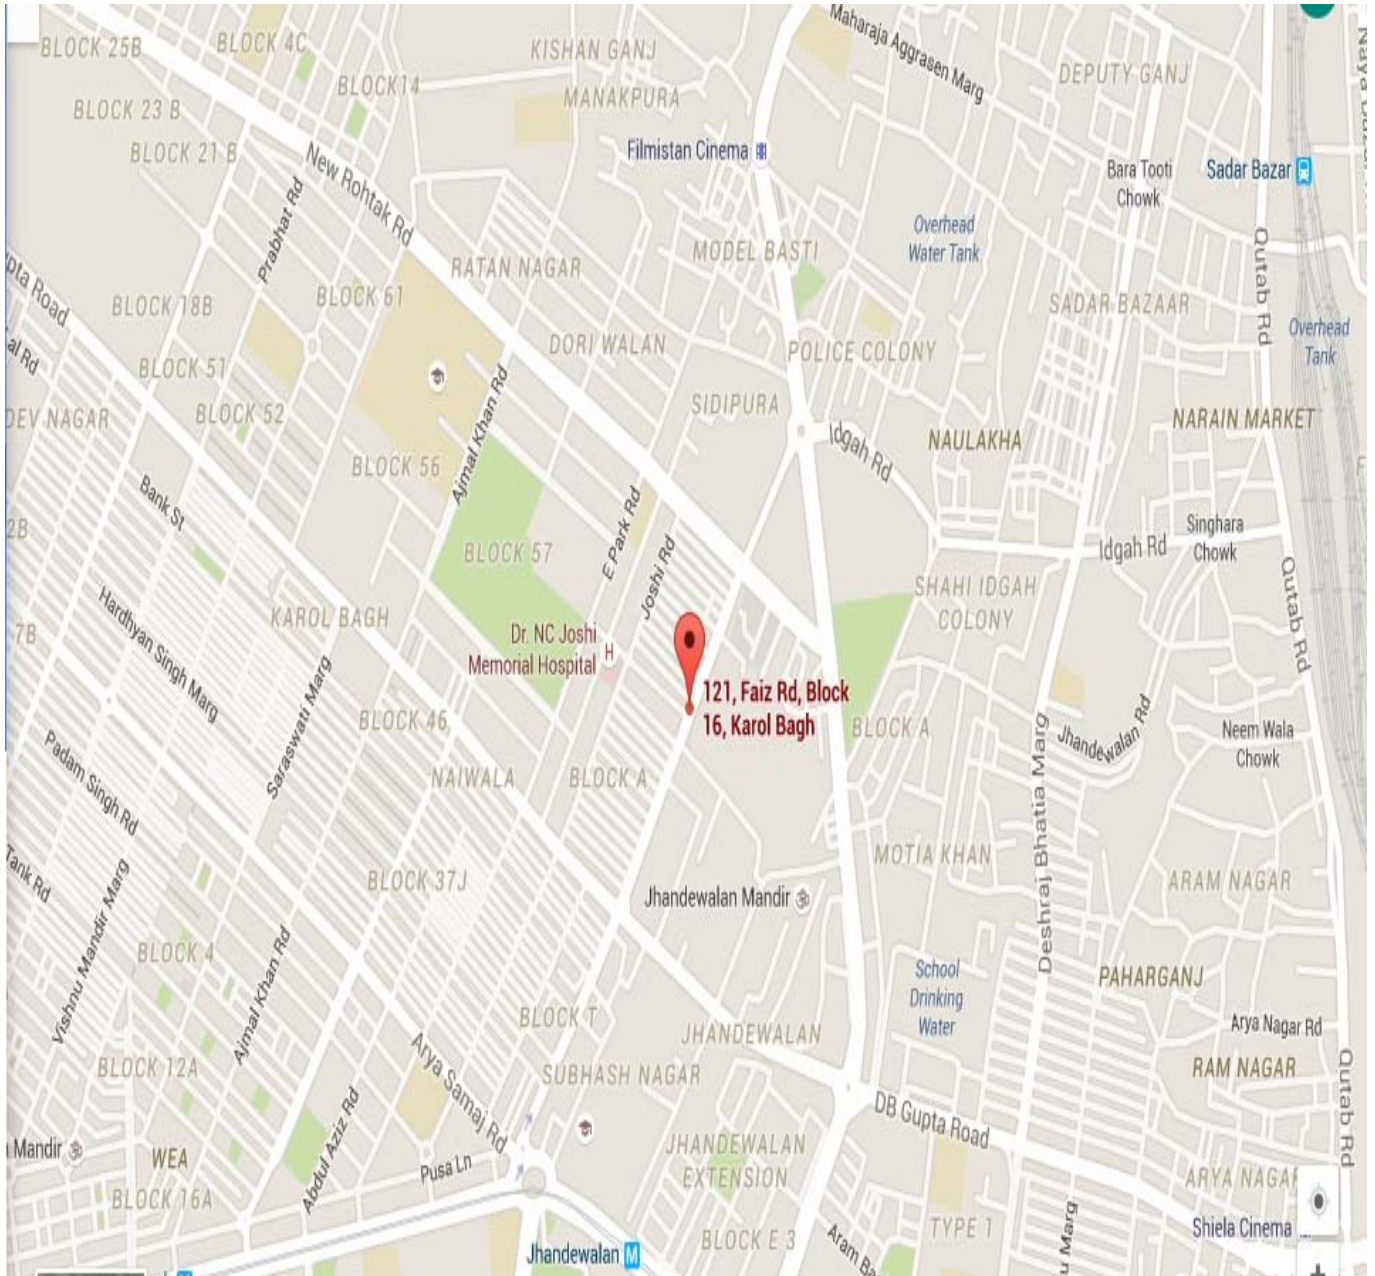 BLOCK 25B
BLOCK 4C
KISHAN GANJ
Maharaja Aggrasen Marg
DEPUTY GANJ
BLOCK14
MANAKPURA
BLOCK 23 B
BLOCK 21 B
New Rohtak Rd
Filmistan Cinema
Bara Tooti
Chowk
Sadar Bazar
Prabhat Rd
Overhead
Water Tank
MODEL BASTI
RATAN NAGAR
Qutab Rd
BLOCK 61
BLOCK 18B
SADAR BAZAAR
Overhead
Tank
Road
DORI WALAN
POLICE COLONY
BLOCK 51
Rd
DEV NAGAR
BLOCK 52
SIDIPURA
Ajmal Khan Rd
Idgah Rd
NAULAKHA
NARAIN MARKET
BLOCK 56
Bank St
2B
E Park Rd
BLOCK 57
Joshi Rd
Idgah Rd
Singhara
Chowk
SHAHI IDGAH
COLONY
Qutab Rd
Hardhyan Singh Marg
KAROL BAGH
7B
Dr. NC Joshi
Memorial Hospital
H
121, Faiz Rd, Block
16, Karol Bagh
Saraswati Marg
BLOCK 46
BLOCK A
Jhandewalan Rd
Neem Wala
Chowk
Padam Singh Rd
NAIWALA
BLOCK A
Deshraj Bhatia Marg
MOTIA KHAN
Tank Rd
BLOCK 37J
Jhandewalan Mandir
ARAM NAGAR
Vishnu Mandir Marg
BLOCK 4
Ajmal Khan Rd
School
Drinking
Water
PAHARGANJ
BLOCK T
JHANDEWALAN
Arya Nagar Rd
BLOCK 12A
Arya Samaj Rd
SUBHASH NAGAR
RAM NAGAR
Qutab Rd
DB Gupta Road
Abdul Aziz Rd
Mandir
WEA
Pusa Ln
JHANDEWALAN
EXTENSION
ARYA NAGAR
BLOCK 16A
BLOCK E 3
TYPE 1
Shiela Cinema
Jhandewalan M
Marg